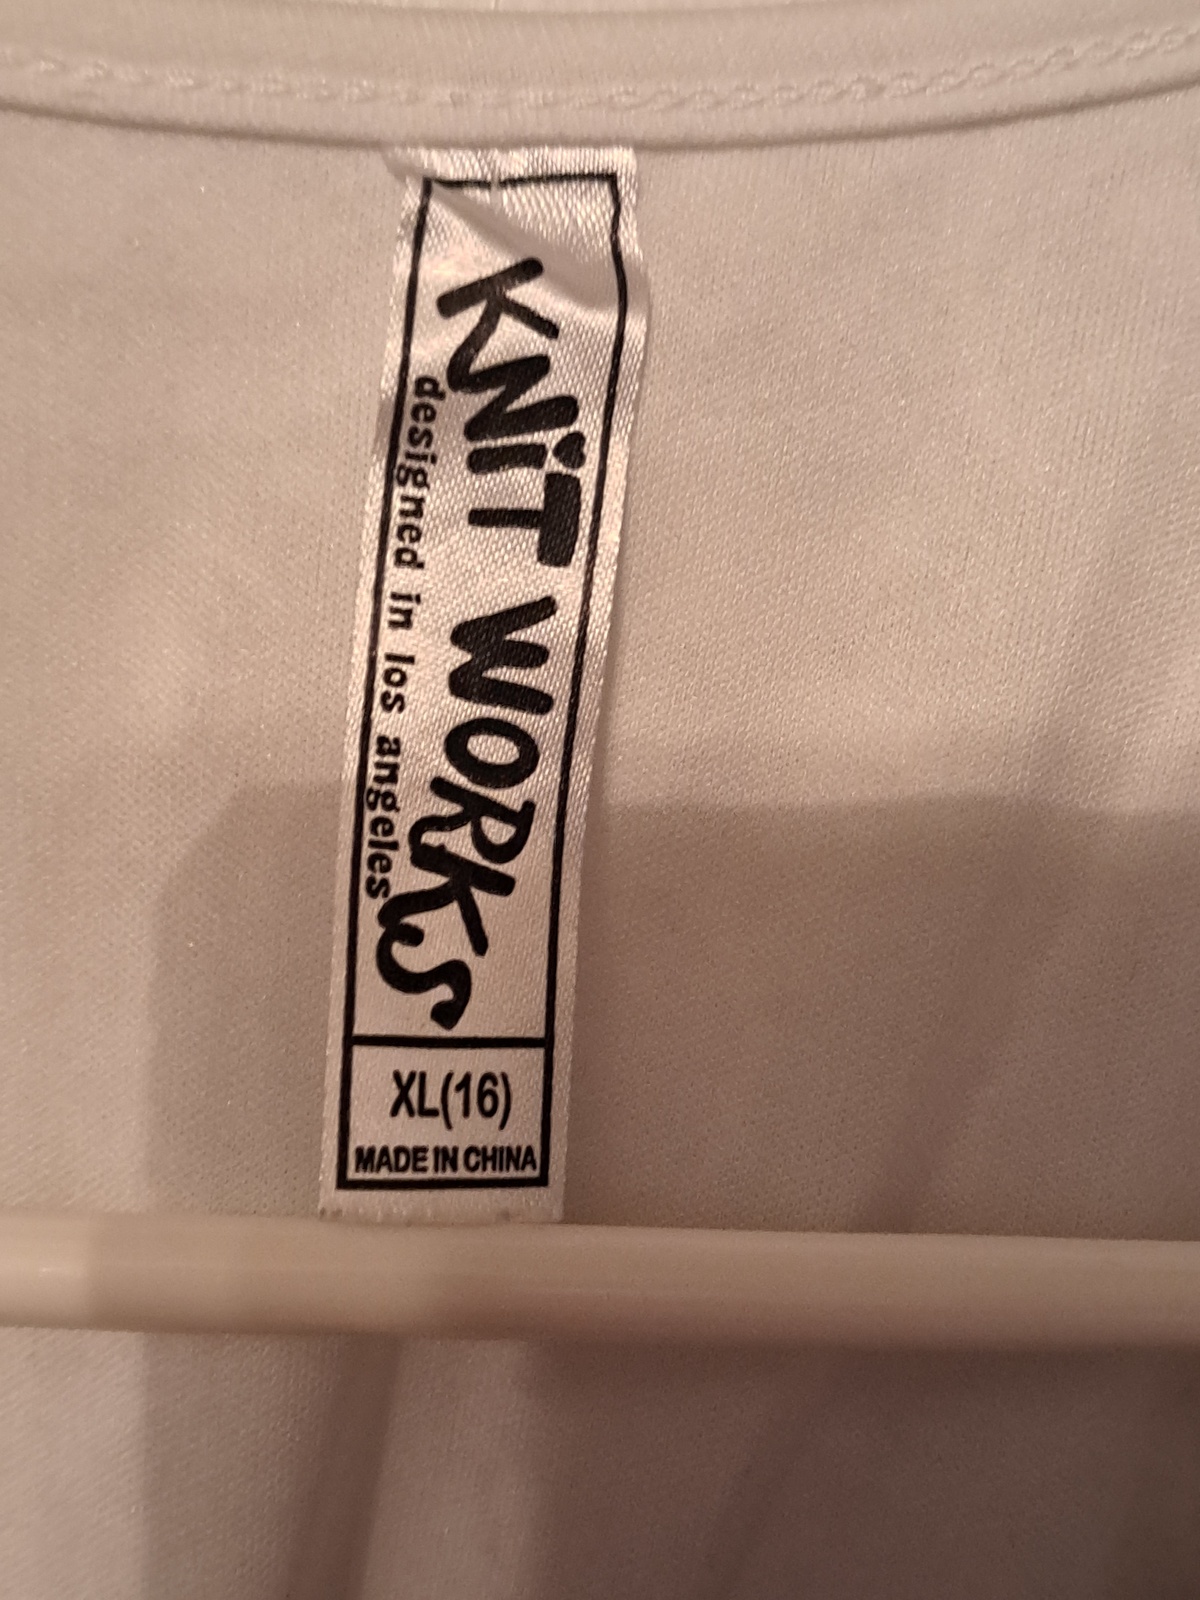 KNiT WORKS
designed in los angeles
XL(16)
MADE IN CHINA